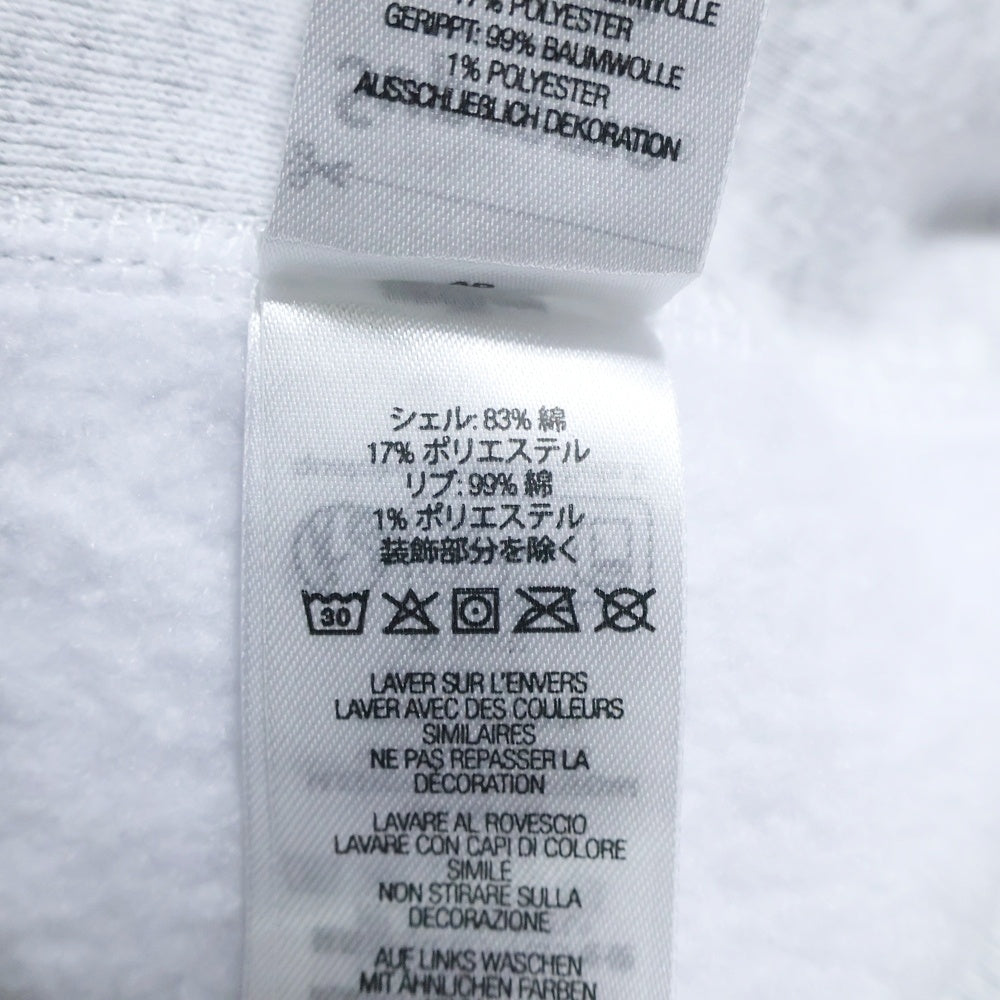 17% POLYESTER
GERIPPT: 99% BAUMWOLLE
1% POLYESTER
AUSSCHLIEẞLICH DEKORATION
シェル: 83% 綿
17% ポリエステル
リブ: 99% 綿
1% ポリエステル
装飾部分を除く
30
LAVER SUR L'ENVERS
LAVER AVEC DES COULEURS
SIMILAIRES
NE PAS REPASSER LA
DÉCORATION
LAVARE AL ROVESCIO
LAVARE CON CAPI DI COLORE
SIMILE
NON STIRARE SULLA
DECORAZIONE
AUF LINKS WASCHEN
MIT ÄHNLICHEN FARBEN